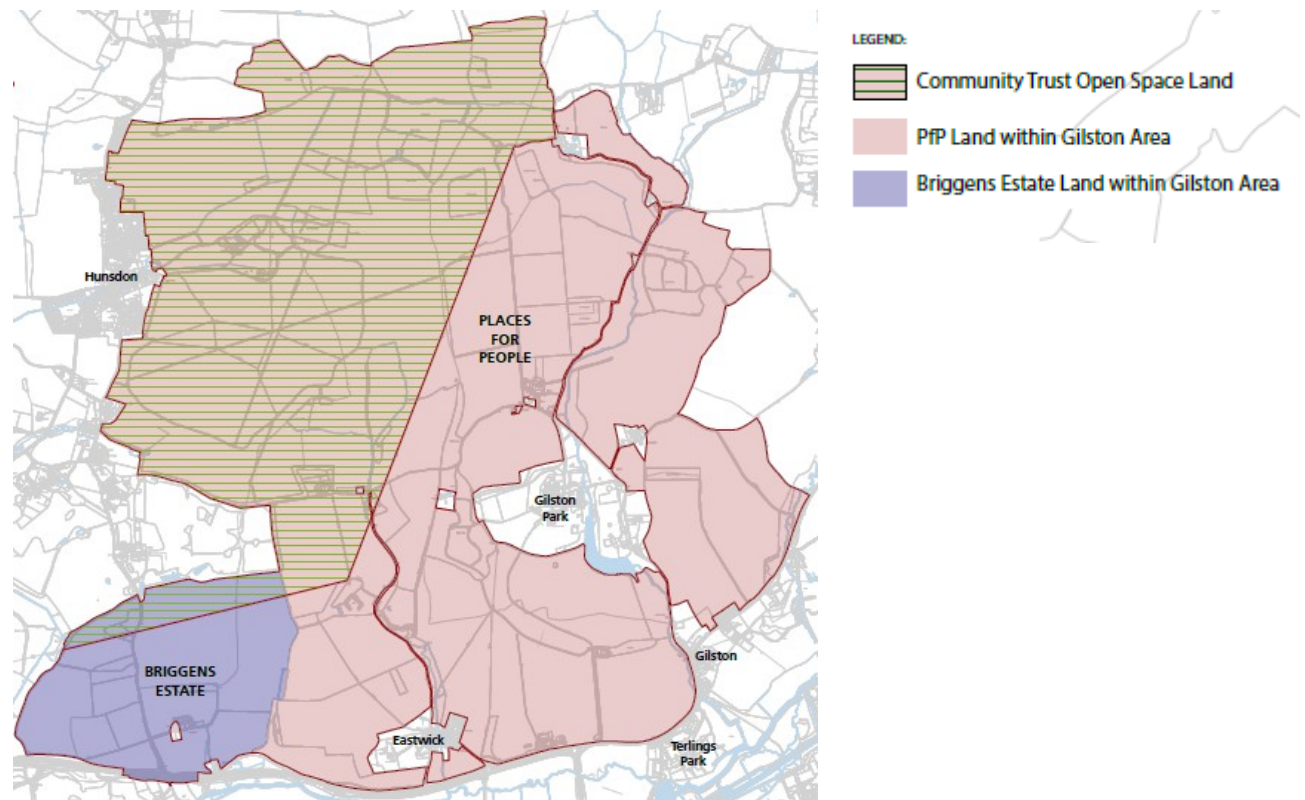 LEGEND:
Community Trust Open Space Land
PfP Land within Gilston Area
Briggens Estate Land within Gilston Area
Hunsdon
PLACES
FOR
PEOPLE
Gilston
Park
BRIGGENS
ESTATE
Gilston
Eastwick
Terlings
Park